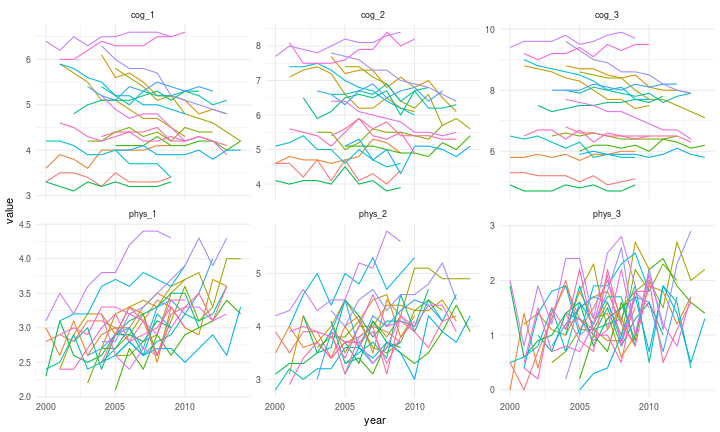 cog_1 cog_2 cog_3
6 8 10
5 7 8
4 6 6
3 5
4
value
phys_1 phys_2 phys_3
4.5 5 3
4.0 4 2
3.5 3 1
3.0 0
2.5
2.0
2000 2005 2010 2000 2005 2010 2000 2005 2010
year